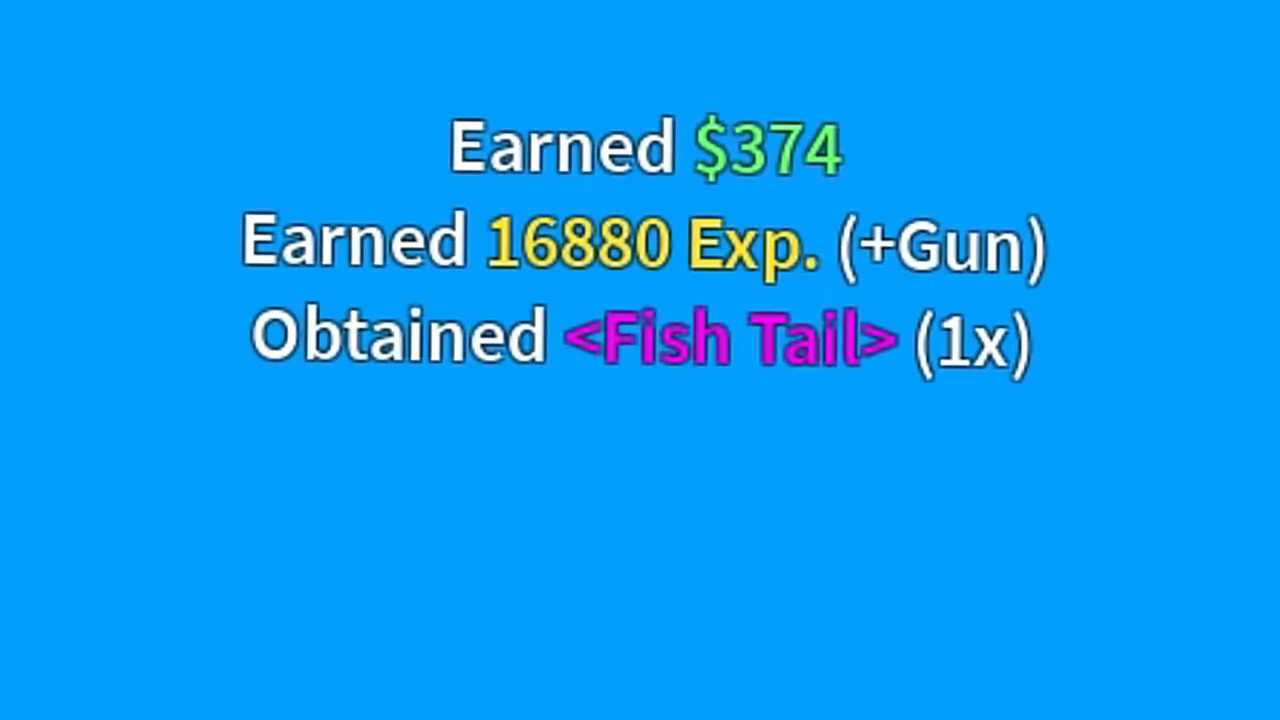 Earned $374
Earned 16880 Exp. (+Gun)
Obtained <Fish Tail> (1x)